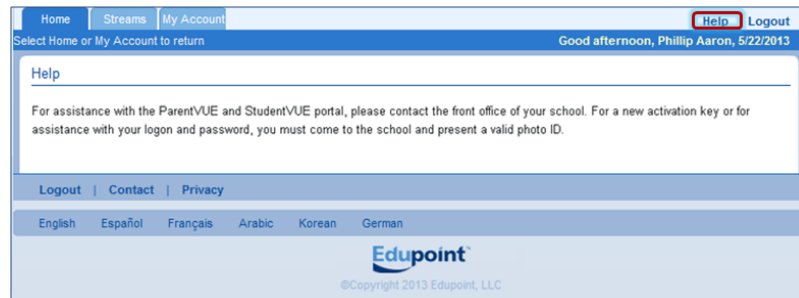 Home Streams My Account Help Logout
Select Home or My Account to return Good afternoon, Phillip Aaron, 5/22/2013
Help
For assistance with the ParentVUE and StudentVUE portal, please contact the front office of your school. For a new activation key or for
assistance with your logon and password, you must come to the school and present a valid photo ID.
Logout | Contact | Privacy
English Español Français Arabic Korean German
Edupoint™
©Copyright 2013 Edupoint, LLC